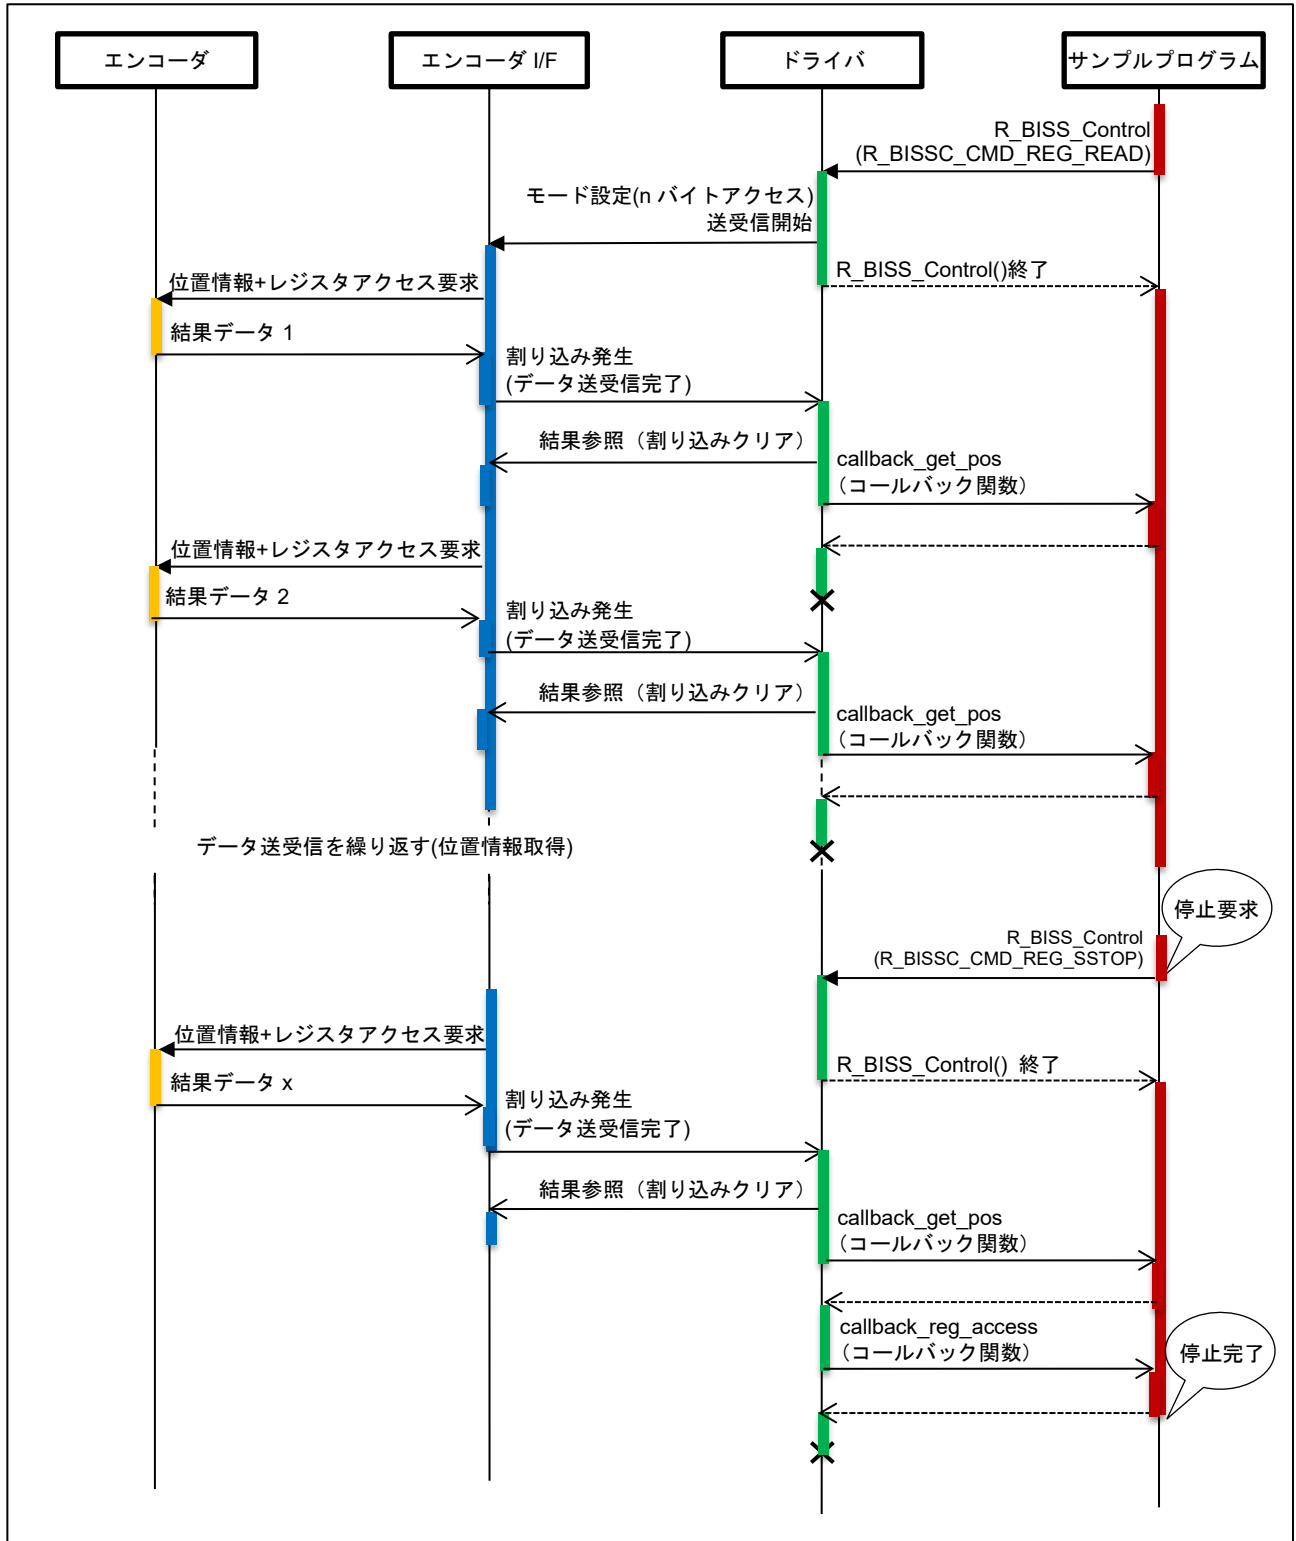 エンコーダ
エンコーダ I/F
ドライバ
サンプルプログラム
R_BISS_Control
(R_BISSC_CMD_REG_READ)
モード設定(n バイトアクセス)
送受信開始
R_BISS_Control()終了
位置情報+レジスタアクセス要求
結果データ 1
割り込み発生
(データ送受信完了)
結果参照（割り込みクリア）
callback_get_pos
（コールバック関数）
位置情報+レジスタアクセス要求
結果データ 2
割り込み発生
(データ送受信完了)
結果参照（割り込みクリア）
callback_get_pos
（コールバック関数）
データ送受信を繰り返す(位置情報取得)
停止要求
R_BISS_Control
(R_BISSC_CMD_REG_SSTOP)
位置情報+レジスタアクセス要求
R_BISS_Control() 終了
結果データ x
割り込み発生
(データ送受信完了)
結果参照（割り込みクリア）
callback_get_pos
（コールバック関数）
callback_reg_access
（コールバック関数）
停止完了